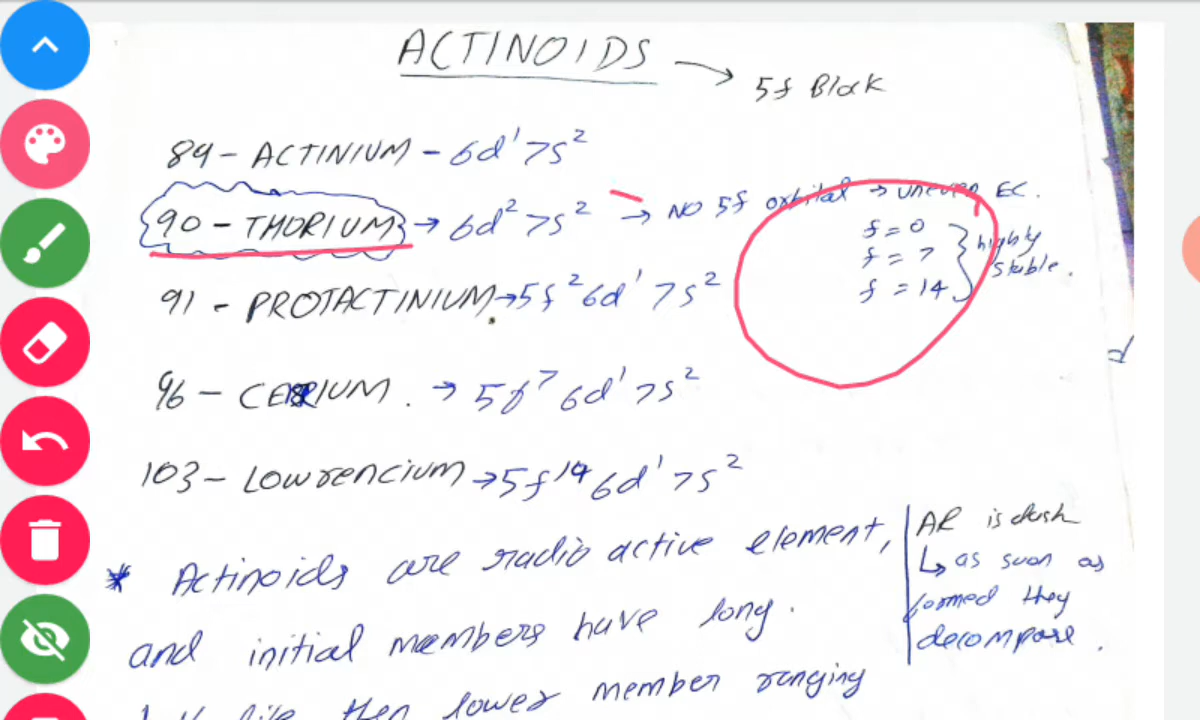 ACTINOIDS → 5f Block
89 - ACTINIUM - 6d¹7s²
90 - THORIUM → 6d²7s² → NO 5f orbital → uneven EC.
f = 0
f = 7 } highly stable.
f = 14
91 - PROTACTINIUM → 5f²6d¹7s²
96 - CERIUM. → 5f⁷6d¹7s²
103 - Lowrencium → 5f¹⁴6d¹7s²
* Actinoids are radio active element,
and initial members have long.
then lower member ranging
AR is
↳ as soon as
formed they
decompose.
d